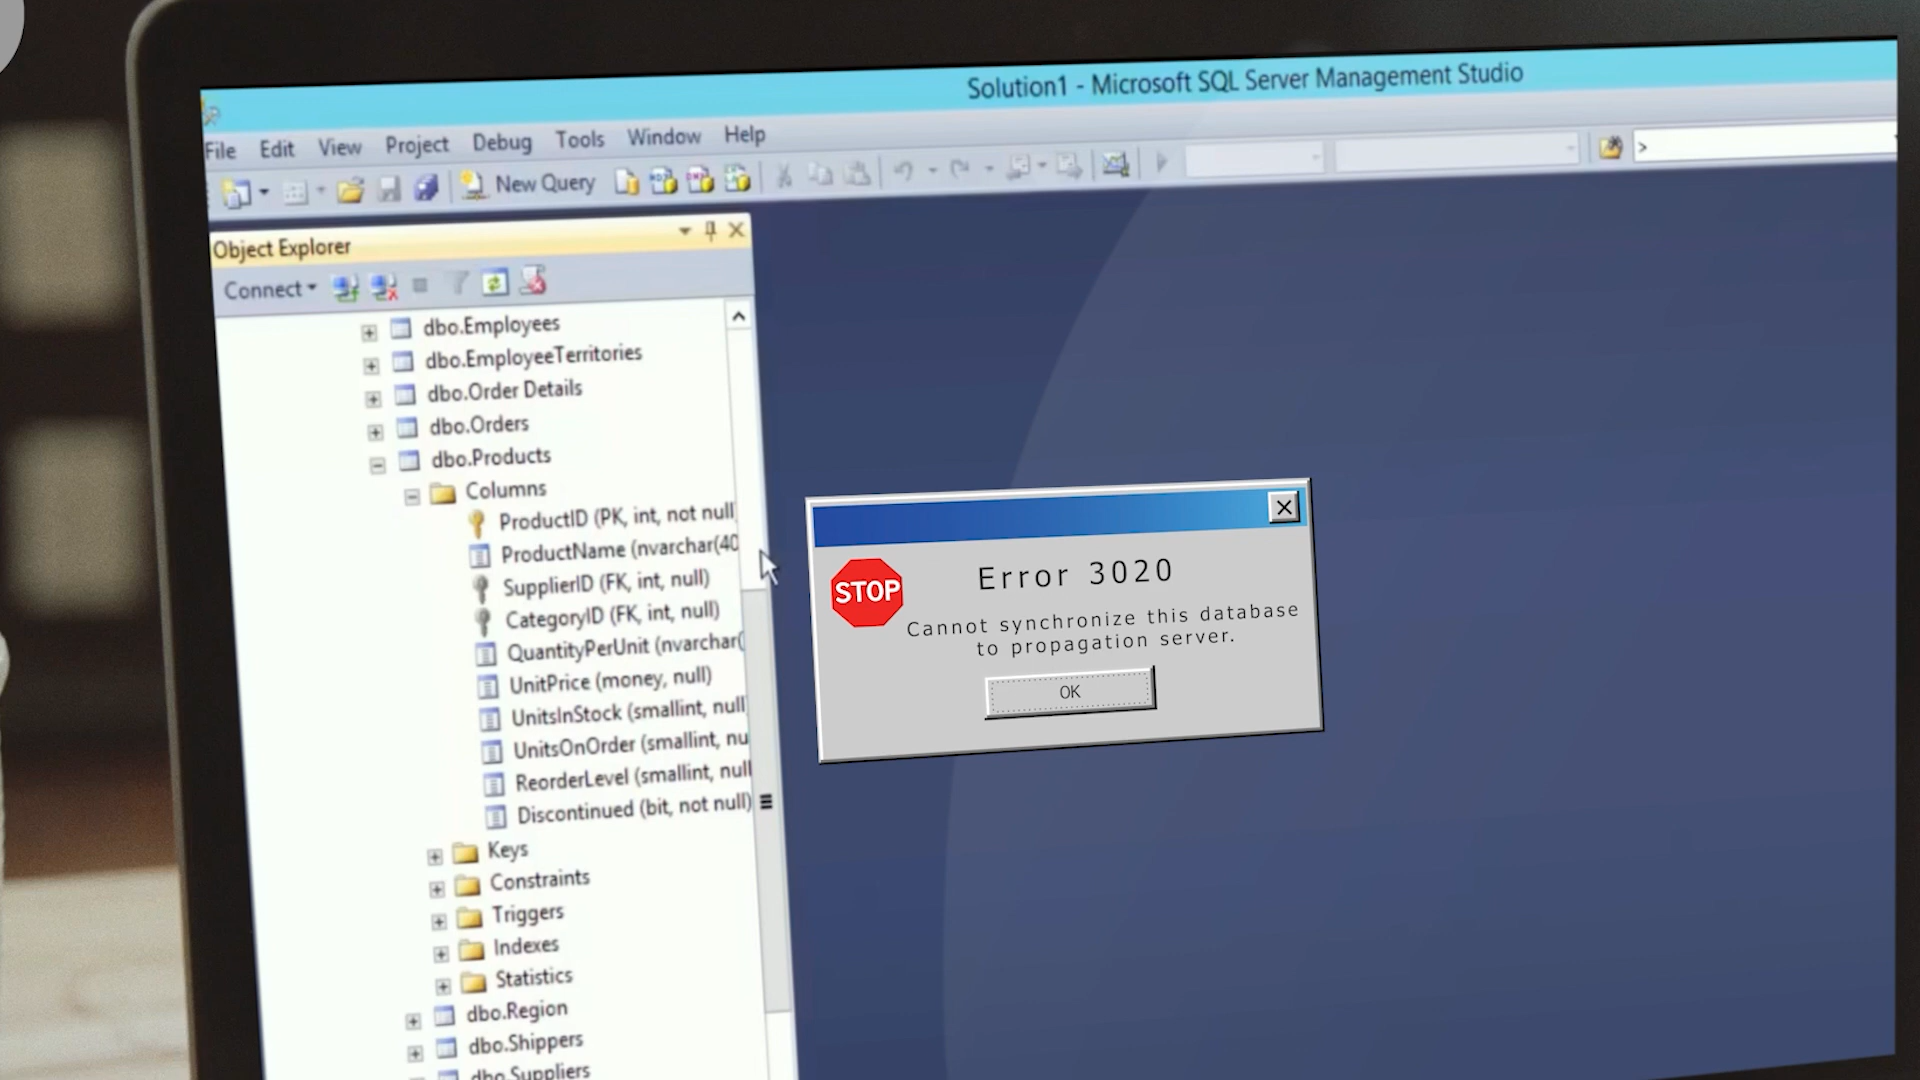 Solution1 - Microsoft SQL Server Management Studio
File Edit View Project Debug Tools Window Help
New Query
>
Object Explorer
Connect
dbo.Employees
dbo.EmployeeTerritories
dbo.Order Details
dbo.Orders
dbo.Products
Columns
ProductID (PK, int, not null
ProductName (nvarchar(40
SupplierID (FK, int, null)
CategoryID (FK, int, null)
QuantityPerUnit (nvarchar(
UnitPrice (money, null)
UnitsInStock (smallint, null
UnitsOnOrder (smallint, nu
ReorderLevel (smallint, null
Discontinued (bit, not null)
Keys
Constraints
Triggers
Indexes
Statistics
dbo.Region
dbo.Shippers
dbo.Suppliers
STOP
Error 3020
Cannot synchronize this database
to propagation server.
OK